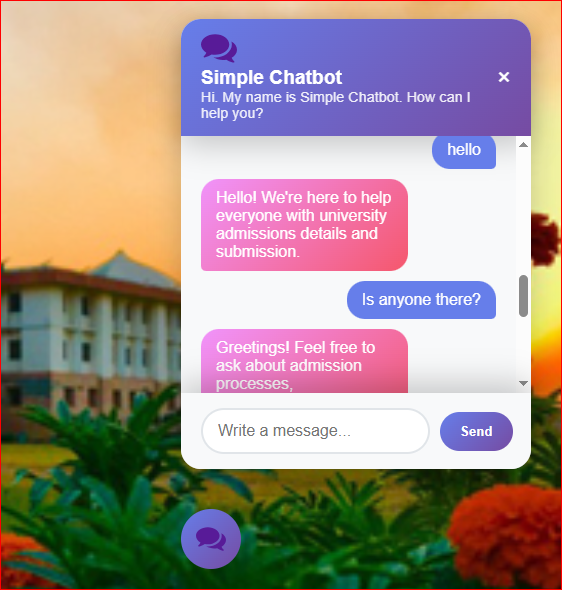 Simple Chatbot
×
Hi. My name is Simple Chatbot. How can I
help you?
hello
Hello! We're here to help
everyone with university
admissions details and
submission.
Is anyone there?
Greetings! Feel free to
ask about admission
processes,
Write a message...
Send